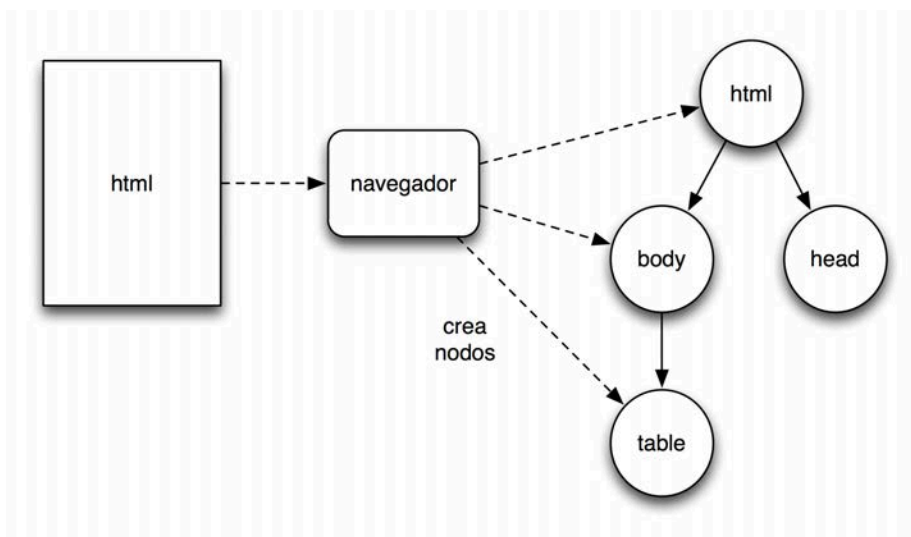 html
navegador
html
body
head
crea
nodos
table